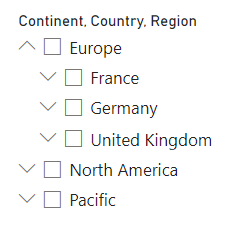 Continent, Country, Region
Europe
France
Germany
United Kingdom
North America
Pacific